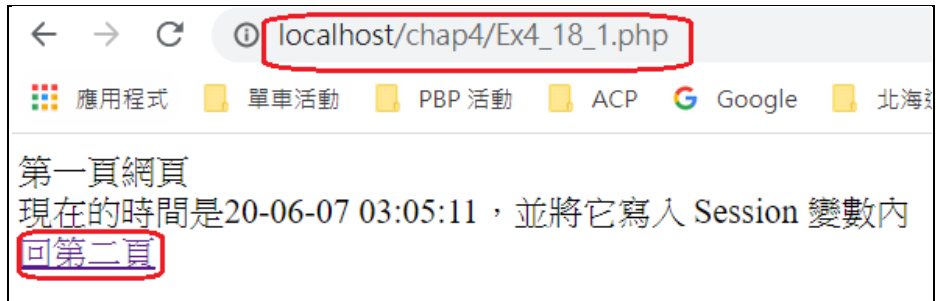 localhost/chap4/Ex4_18_1.php
應用程式 單車活動 PBP 活動 ACP G Google 北海
第一頁網頁
現在的時間是20-06-07 03:05:11，並將它寫入 Session 變數內
回第二頁